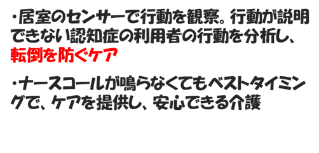 ・居室のセンサーで行動を観察。行動が説明
できない認知症の利用者の行動を分析し、
転倒を防ぐケア
・ナースコールが鳴らなくてもベストタイミン
グで、ケアを提供し、安心できる介護